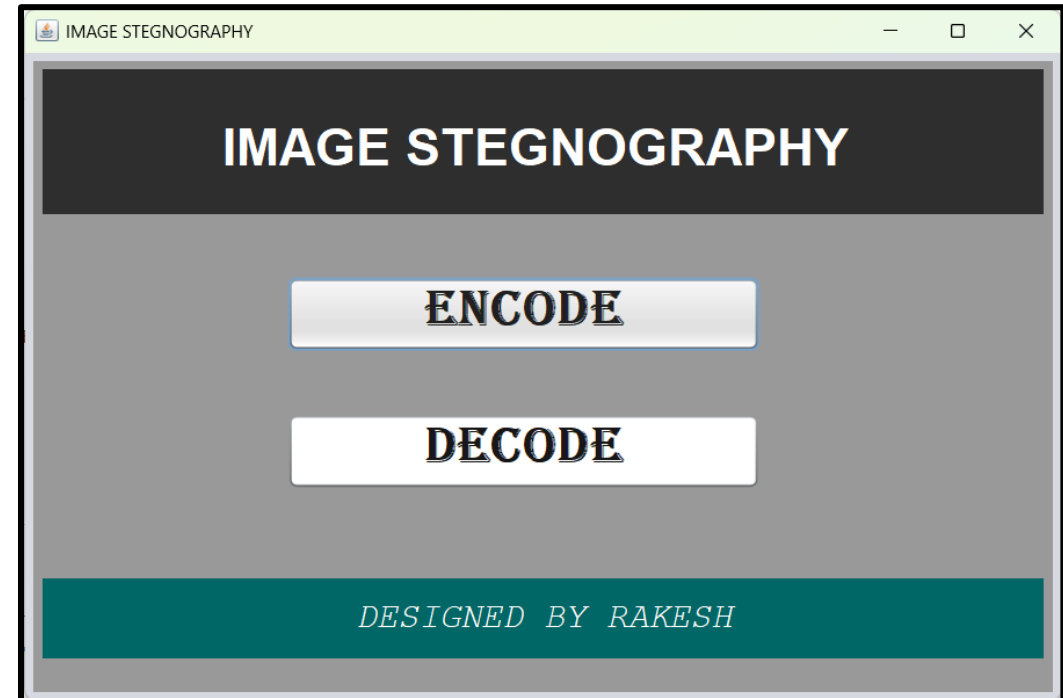 IMAGE STEGNOGRAPHY
IMAGE STEGNOGRAPHY
ENCODE
DECODE
DESIGNED BY RAKESH